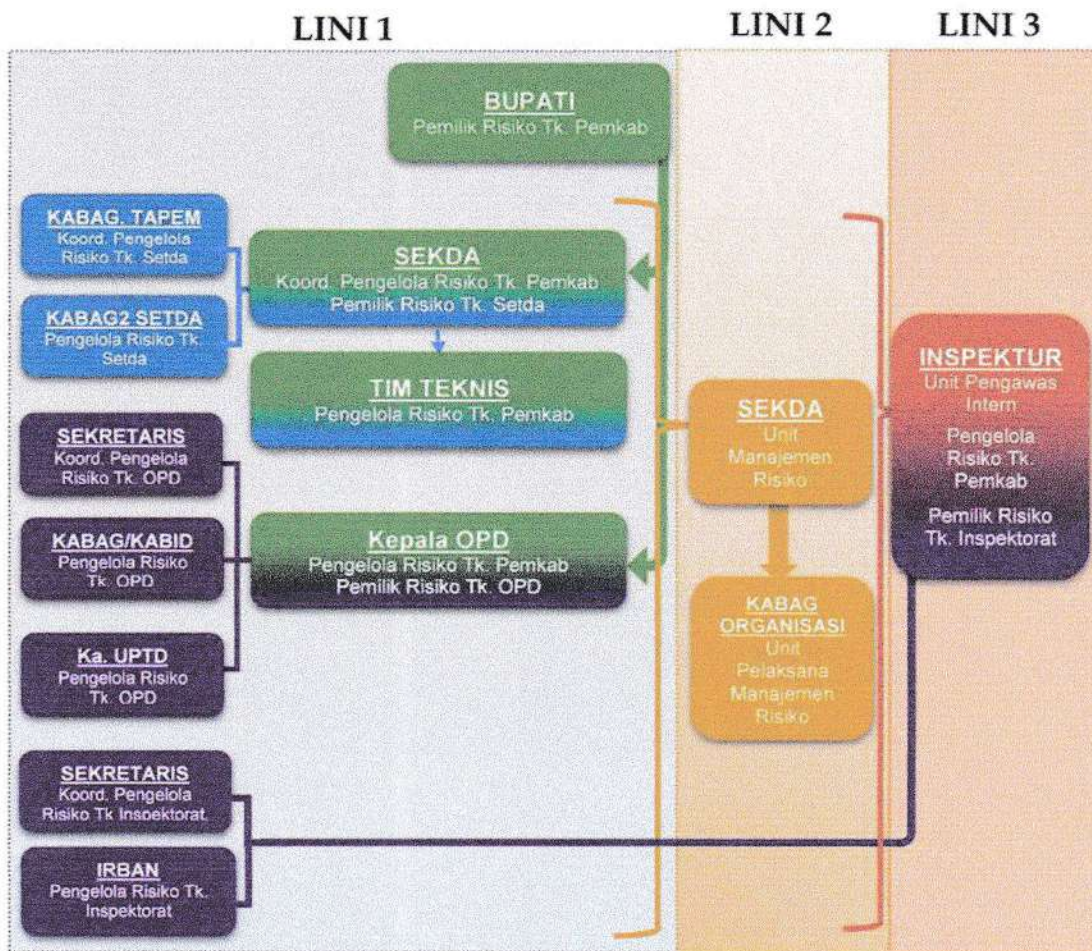 LINI 1
LINI 2
LINI 3
BUPATI
Pemilik Risiko Tk. Pemkab
KABAG. TAPEM
Koord. Pengelola
Risiko Tk. Setda
KABAG2 SETDA
Pengelola Risiko Tk.
Setda
SEKDA
Koord. Pengelola Risiko Tk. Pemkab
Pemilik Risiko Tk. Setda
TIM TEKNIS
Pengelola Risiko Tk. Pemkab
SEKRETARIS
Koord. Pengelola
Risiko Tk. OPD
KABAG/KABID
Pengelola Risiko
Tk. OPD
Ka. UPTD
Pengelola Risiko
Tk. OPD
Kepala OPD
Pengelola Risiko Tk. Pemkab
Pemilik Risiko Tk. OPD
SEKRETARIS
Koord. Pengelola
Risiko Tk Inspektorat.
IRBAN
Pengelola Risiko Tk.
Inspektorat
SEKDA
Unit
Manajemen
Risiko
KABAG
ORGANISASI
Unit
Pelaksana
Manajemen
Risiko
INSPEKTUR
Unit Pengawas
Intern
Pengelola
Risiko Tk.
Pemkab
Pemilik Risiko
Tk. Inspektorat